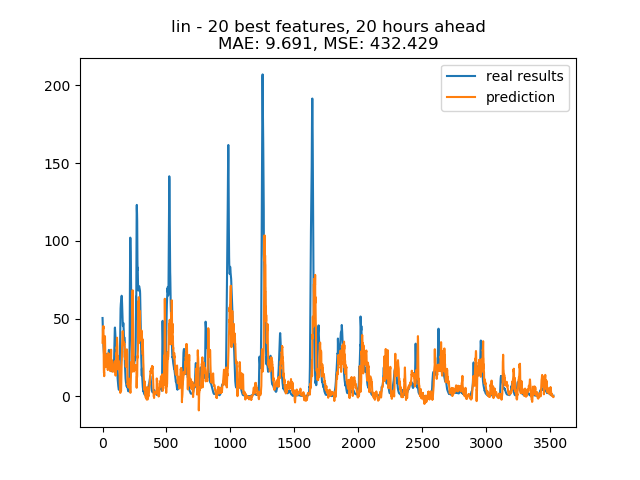 lin - 20 best features, 20 hours ahead
MAE: 9.691, MSE: 432.429
real results
prediction
200
150
100
50
0
0 500 1000 1500 2000 2500 3000 3500